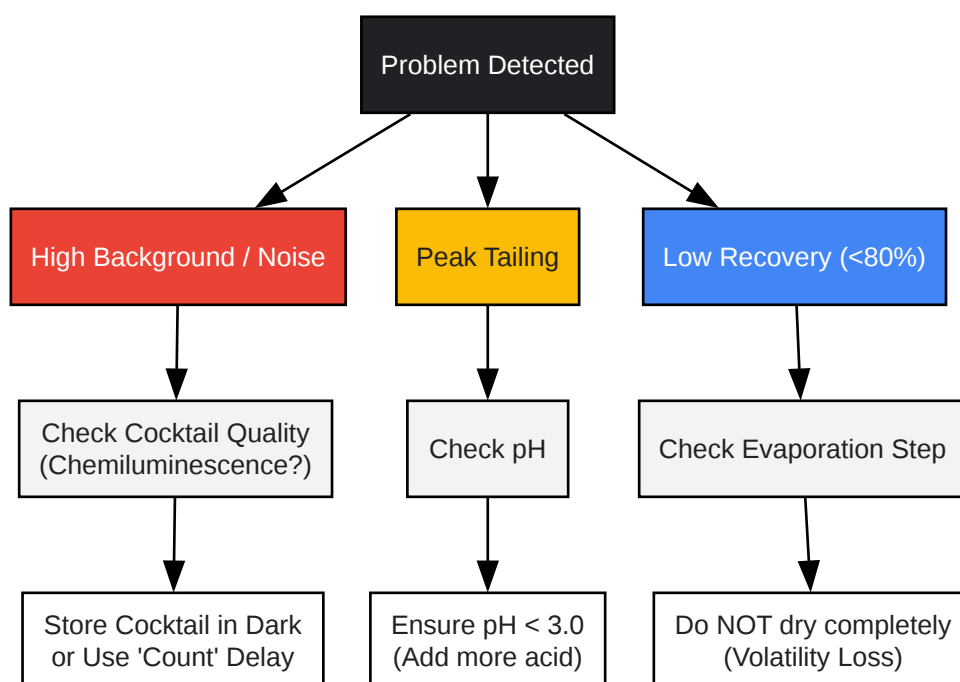 Problem Detected
High Background / Noise
Peak Tailing
Low Recovery (<80%)
Check Cocktail Quality
(Chemiluminescence?)
Check pH
Check Evaporation Step
Store Cocktail in Dark
or Use 'Count' Delay
Ensure pH < 3.0
(Add more acid)
Do NOT dry completely
(Volatility Loss)